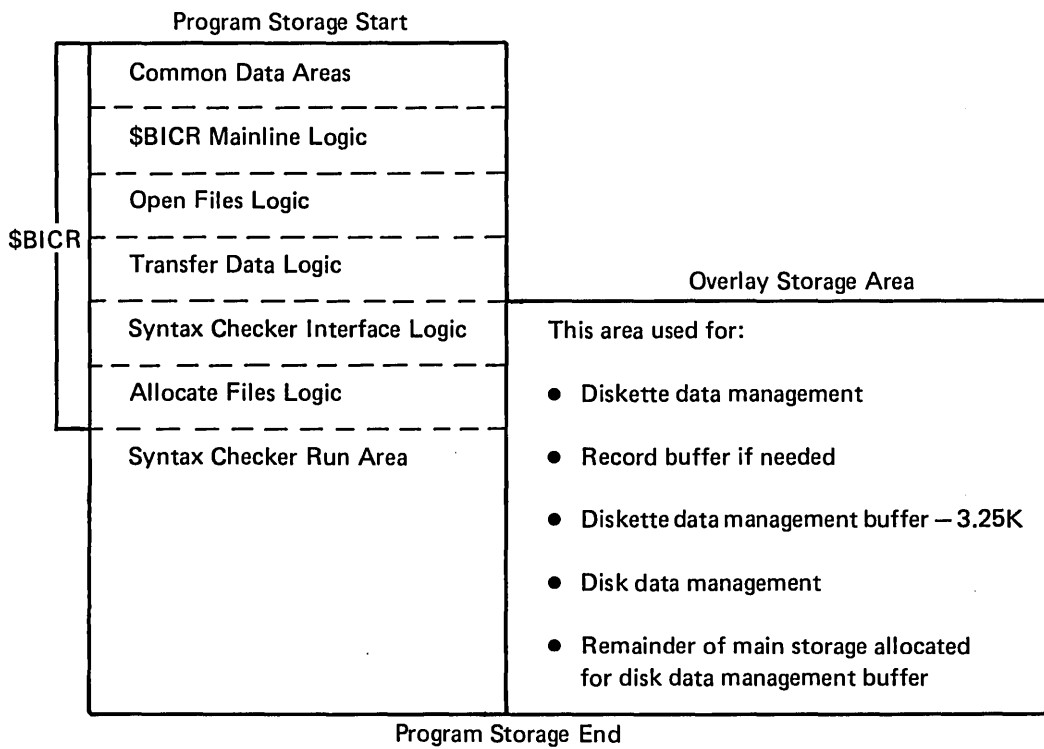 Program Storage Start
Common Data Areas
$BICR Mainline Logic
Open Files Logic
$BICR
Transfer Data Logic
Syntax Checker Interface Logic
Allocate Files Logic
Syntax Checker Run Area
Overlay Storage Area
This area used for:
● Diskette data management
● Record buffer if needed
● Diskette data management buffer — 3.25K
● Disk data management
● Remainder of main storage allocated
for disk data management buffer
Program Storage End